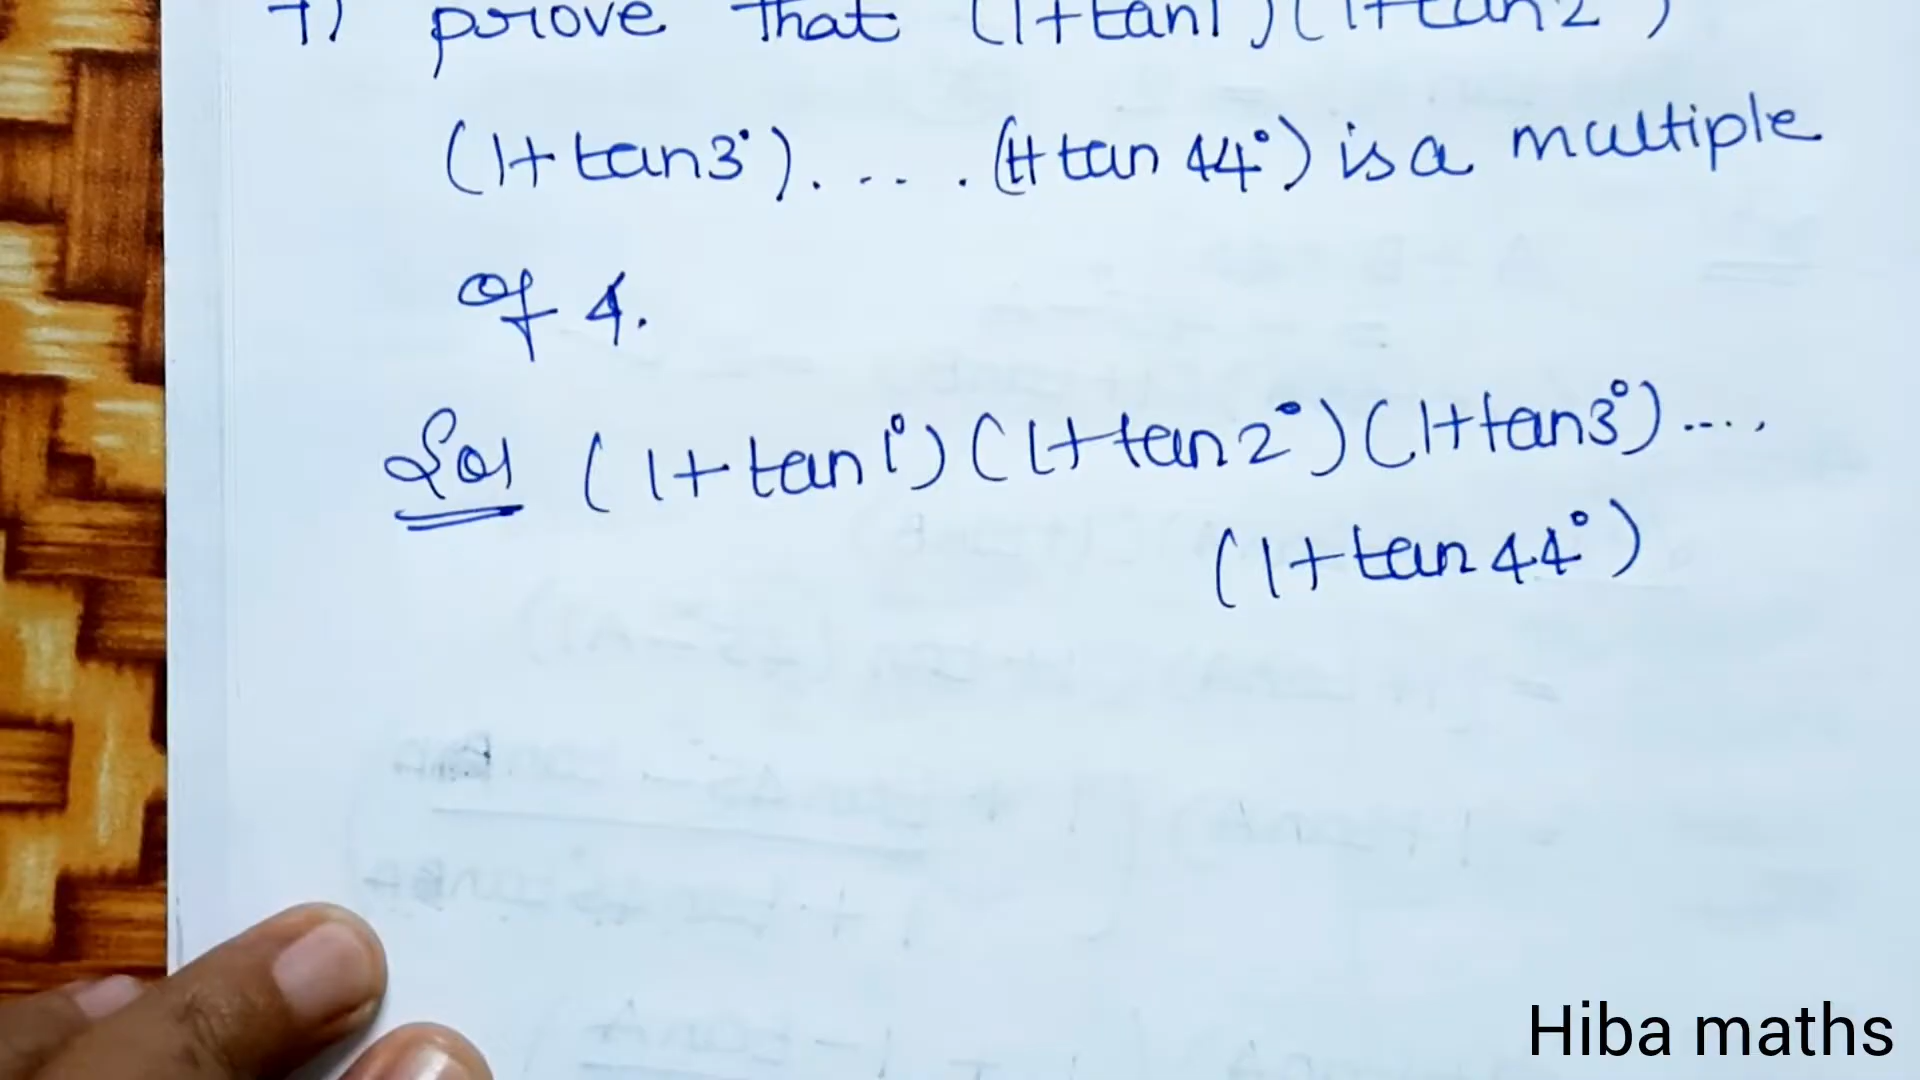 7) prove that (1+tan1°)(1+tan2°)
(1+tan3°).... .(1+tan 44°) is a multiple
of 4.
Sol (1+tan1°)(1+tan2°)(1+tan3°)....
(1+tan44°)
Hiba maths